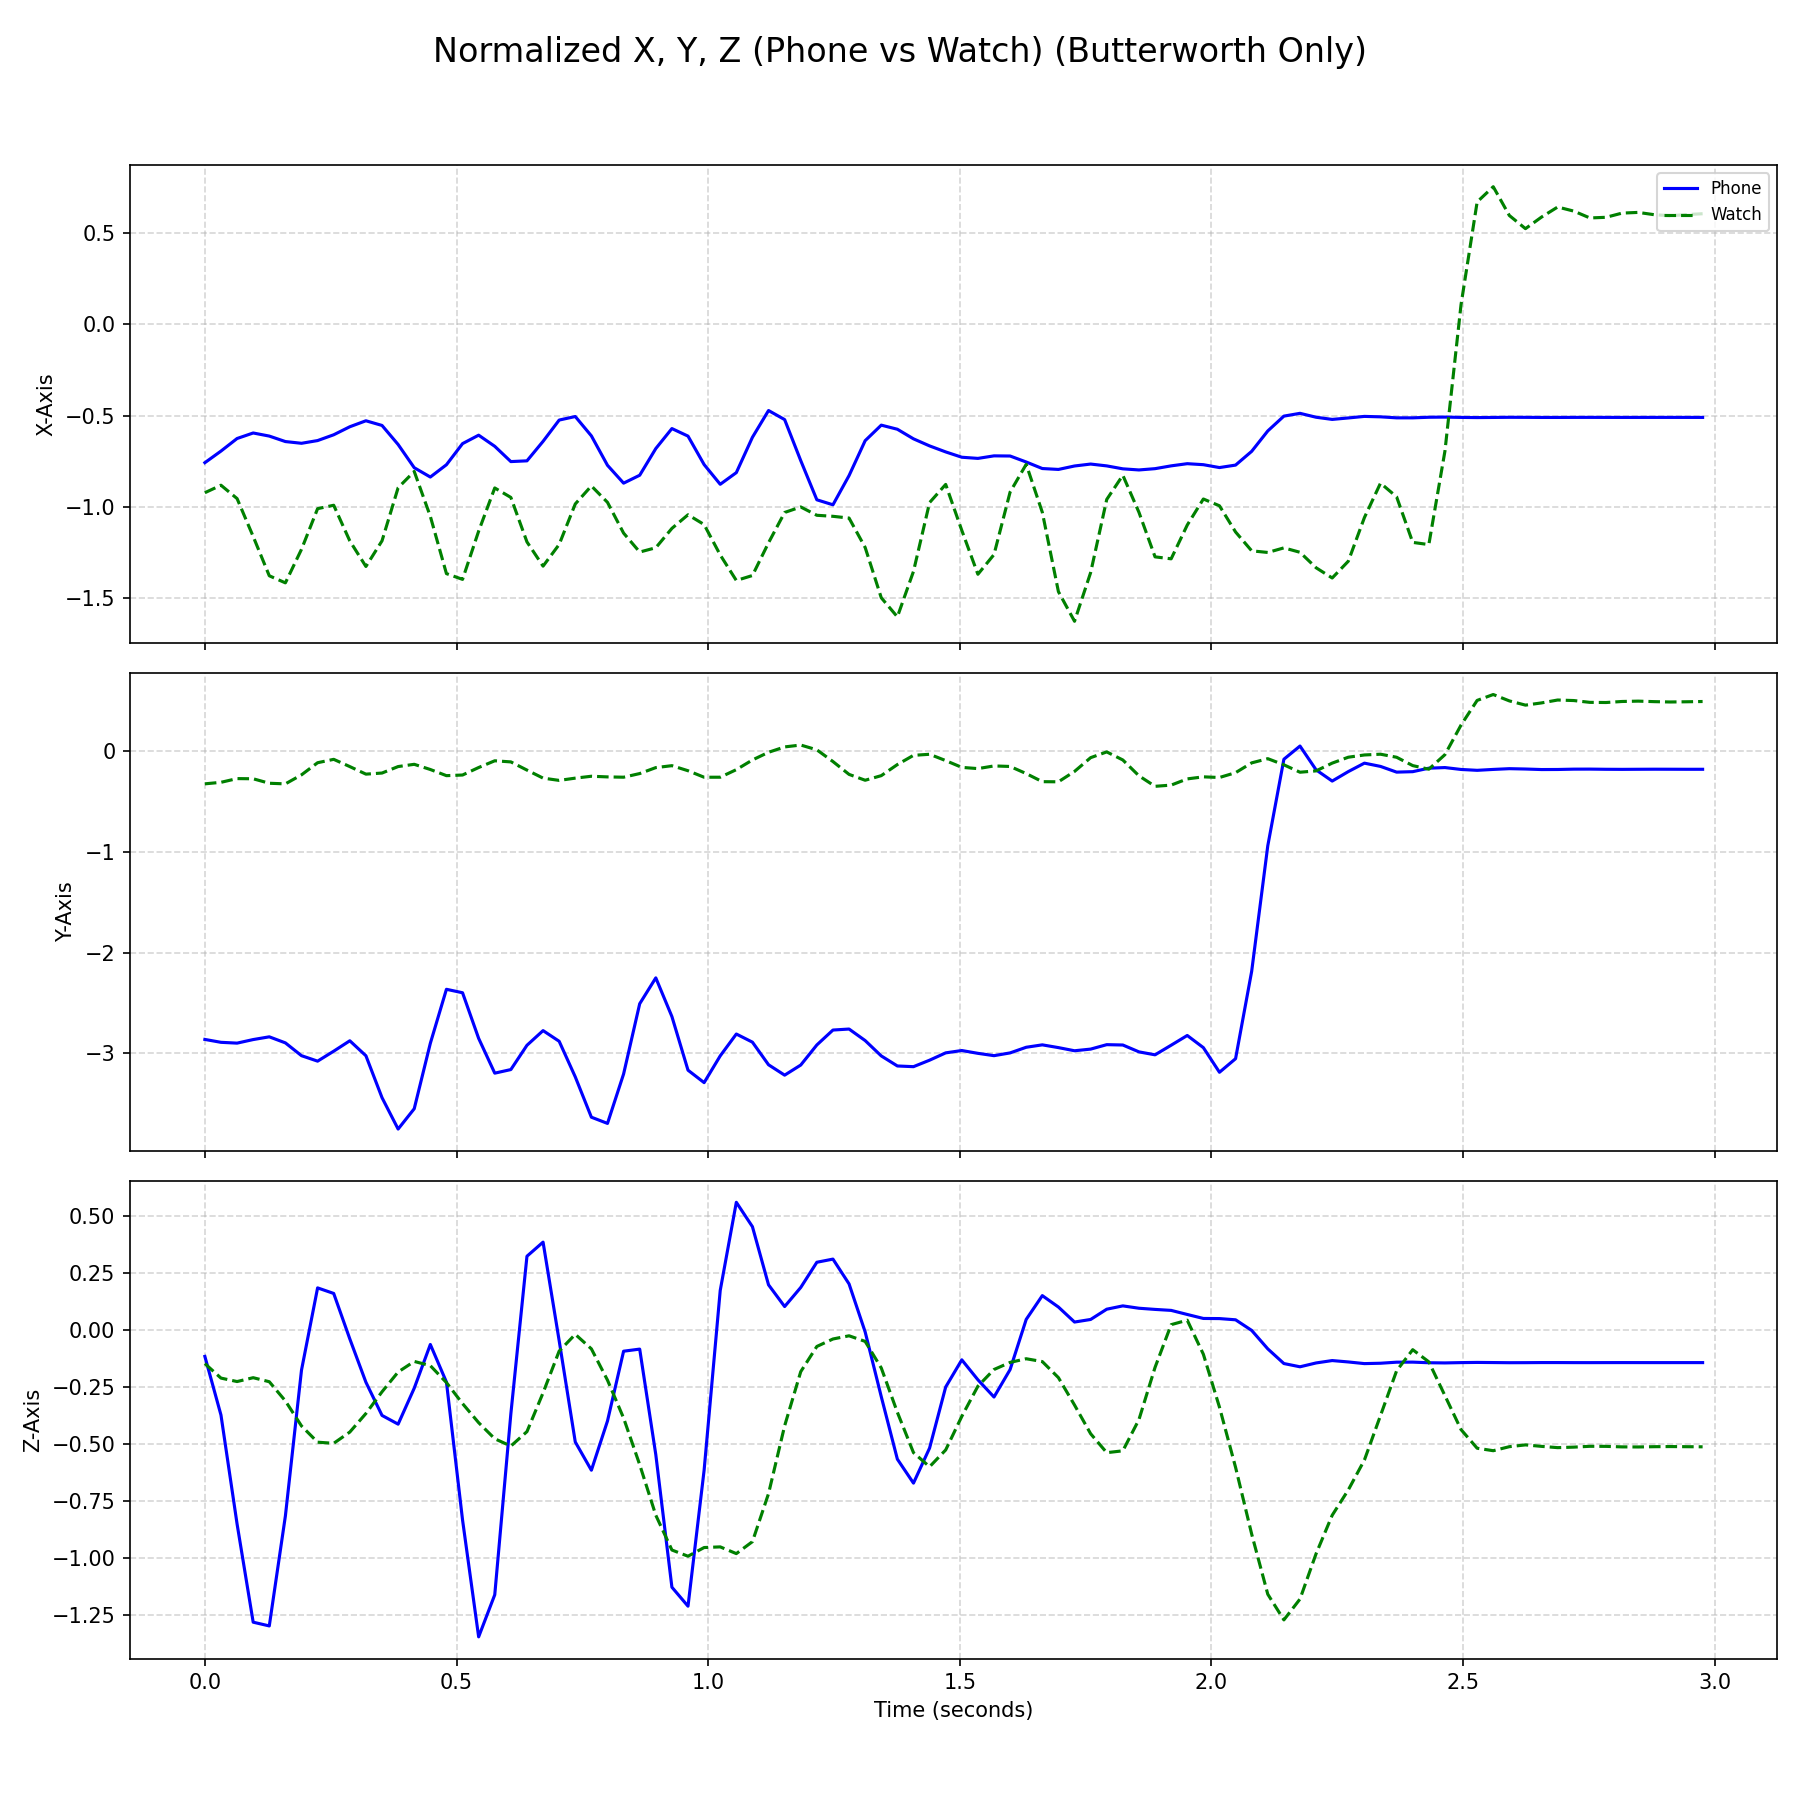 Normalized X, Y, Z (Phone vs Watch) (Butterworth Only)
Phone
Watch
X-Axis
0.5
0.0
−0.5
−1.0
−1.5
Y-Axis
0
−1
−2
−3
Z-Axis
0.50
0.25
0.00
−0.25
−0.50
−0.75
−1.00
−1.25
0.0 0.5 1.0 1.5 2.0 2.5 3.0
Time (seconds)